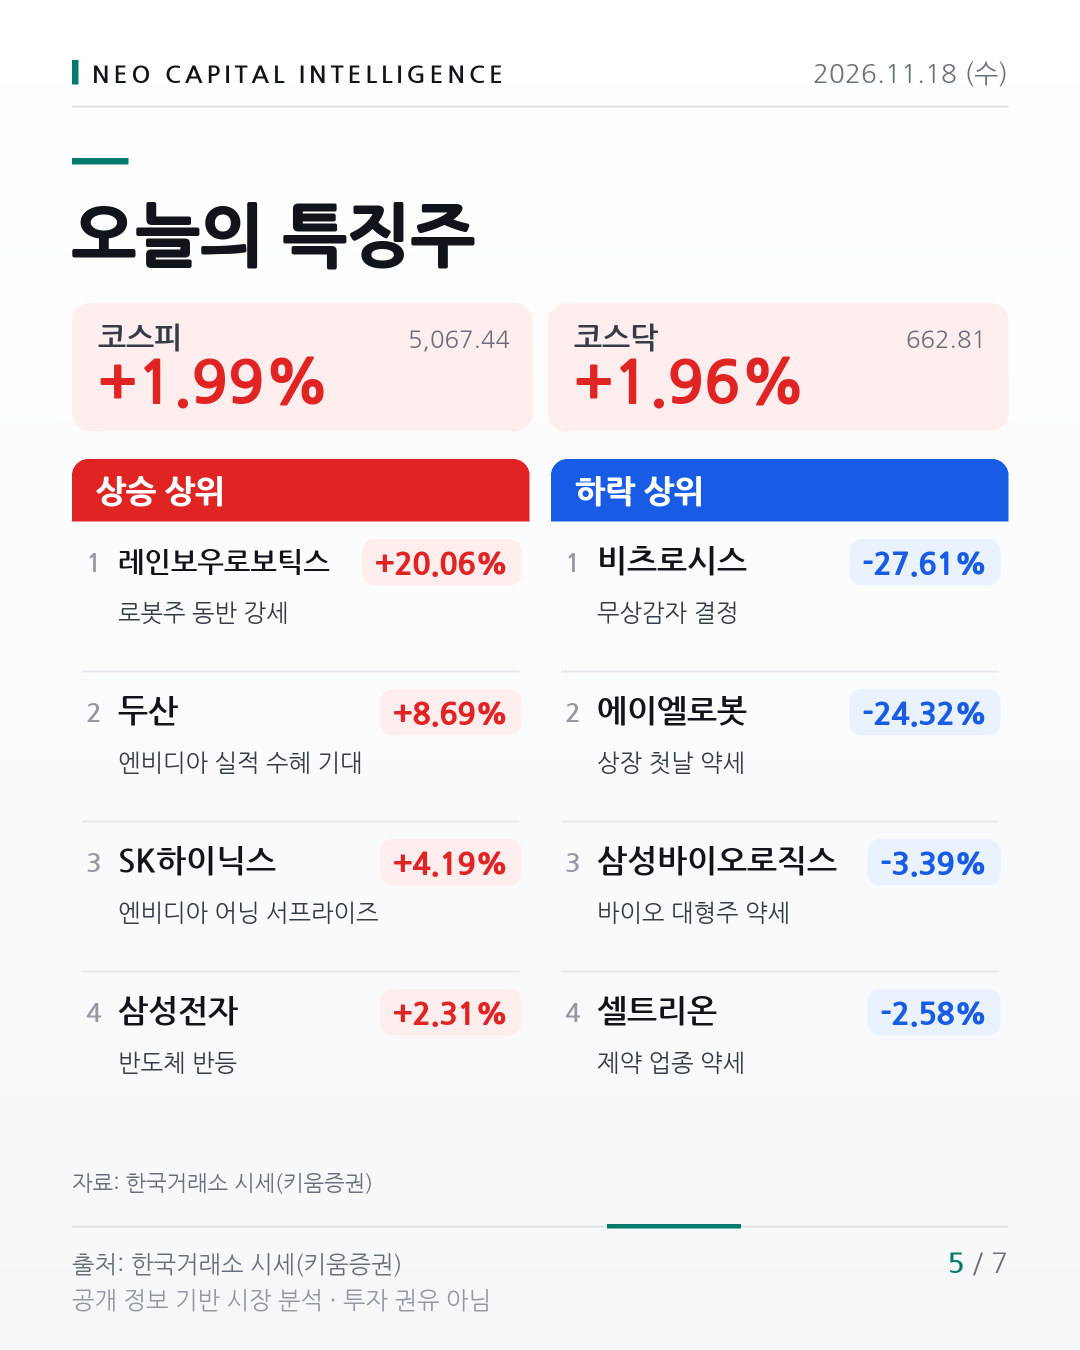 NEO CAPITAL INTELLIGENCE
2026.11.18 (수)
오늘의 특징주
코스피 5,067.44
+1.99%
코스닥 662.81
+1.96%
상승 상위
1 레인보우로보틱스 +20.06%
로봇주 동반 강세
2 두산 +8.69%
엔비디아 실적 수혜 기대
3 SK하이닉스 +4.19%
엔비디아 어닝 서프라이즈
4 삼성전자 +2.31%
반도체 반등
하락 상위
1 비츠로시스 -27.61%
무상감자 결정
2 에이엘로봇 -24.32%
상장 첫날 약세
3 삼성바이오로직스 -3.39%
바이오 대형주 약세
4 셀트리온 -2.58%
제약 업종 약세
자료: 한국거래소 시세(키움증권)
출처: 한국거래소 시세(키움증권)
5 / 7
공개 정보 기반 시장 분석 · 투자 권유 아님